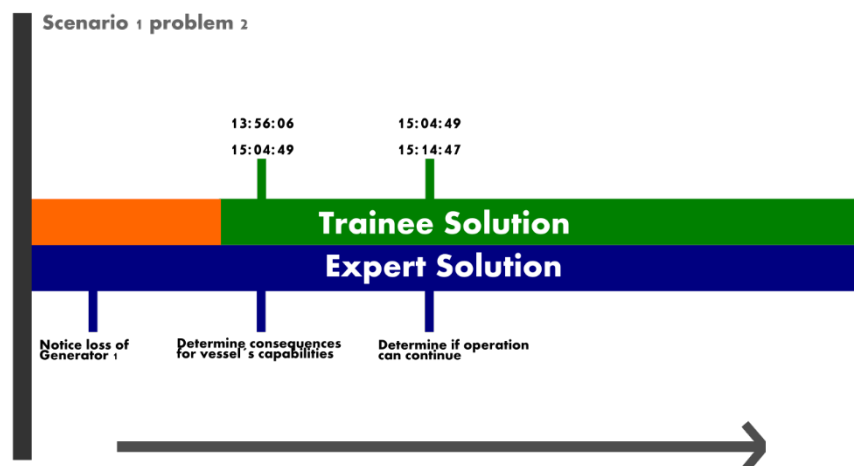 Scenario 1 problem 2
13:56:06
15:04:49
15:04:49
15:14:47
Trainee Solution
Expert Solution
Notice loss of
Generator 1
Determine consequences
for vessel´s capabilities
Determine if operation
can continue